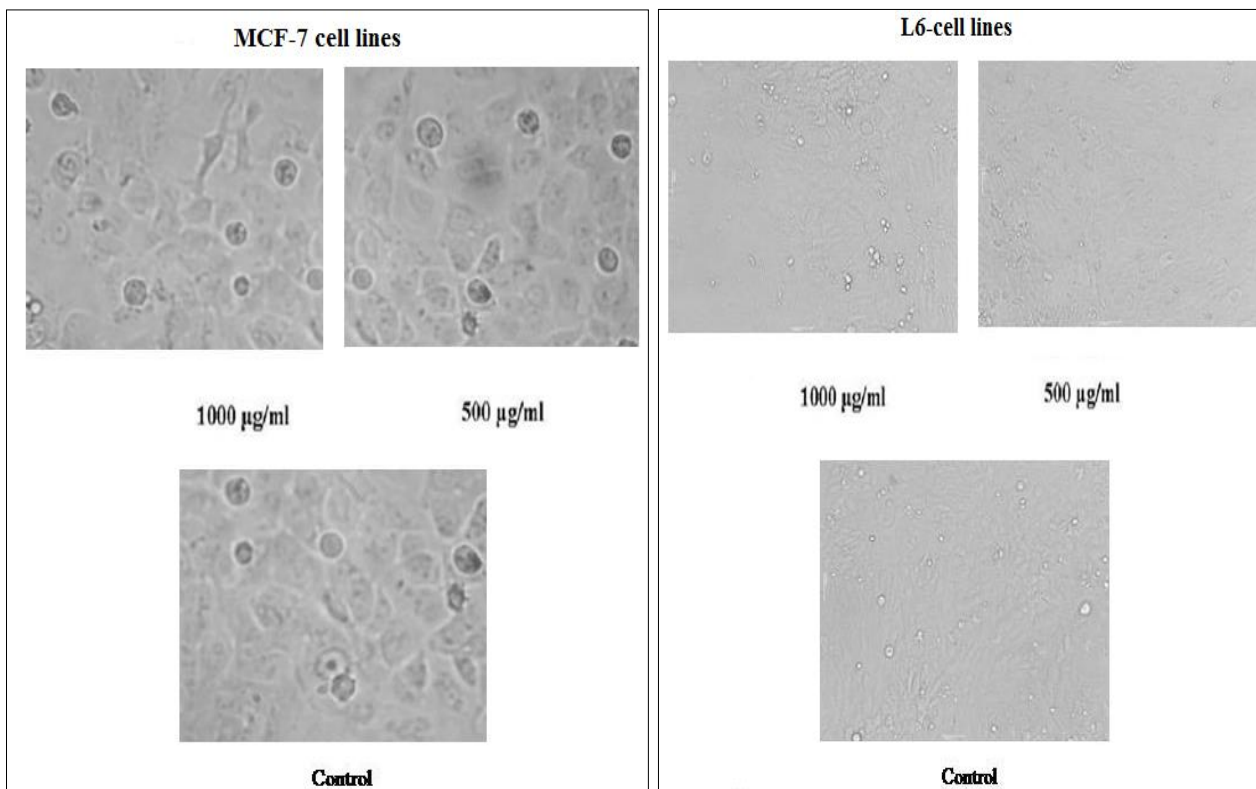 MCF-7 cell lines
1000 µg/ml
500 µg/ml
Control
L6-cell lines
1000 µg/ml
500 µg/ml
Control